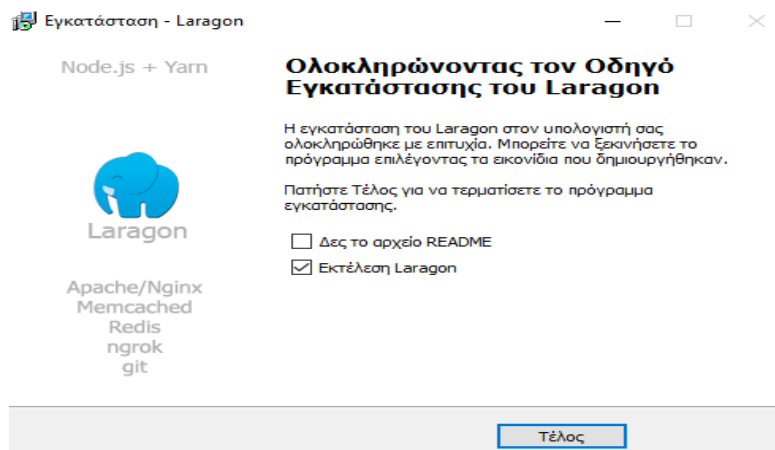 Εγκατάσταση - Laragon
Node.js + Yarn
Laragon
Apache/Nginx
Memcached
Redis
ngrok
git
Ολοκληρώνοντας τον Οδηγό
Εγκατάστασης του Laragon
Η εγκατάσταση του Laragon στον υπολογιστή σας
ολοκληρώθηκε με επιτυχία. Μπορείτε να ξεκινήσετε το
πρόγραμμα επιλέγοντας τα εικονίδια που δημιουργήθηκαν.
Πατήστε Τέλος για να τερματίσετε το πρόγραμμα
εγκατάστασης.
Δες το αρχείο README
Εκτέλεση Laragon
Τέλος